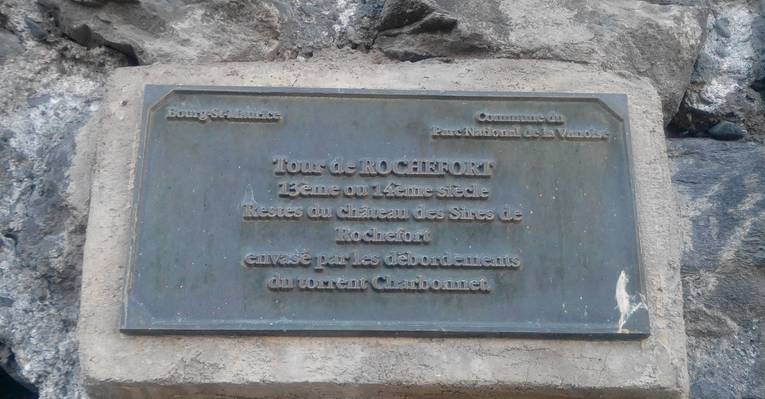 Bourg-St-Maurice
Commune du
Parc National de la Vanoise
Tour de ROCHEFORT
13ème ou 14ème siècle
Restes du château des Sires de
Rochefort
envasé par les débordements
du torrent Charbonnet.